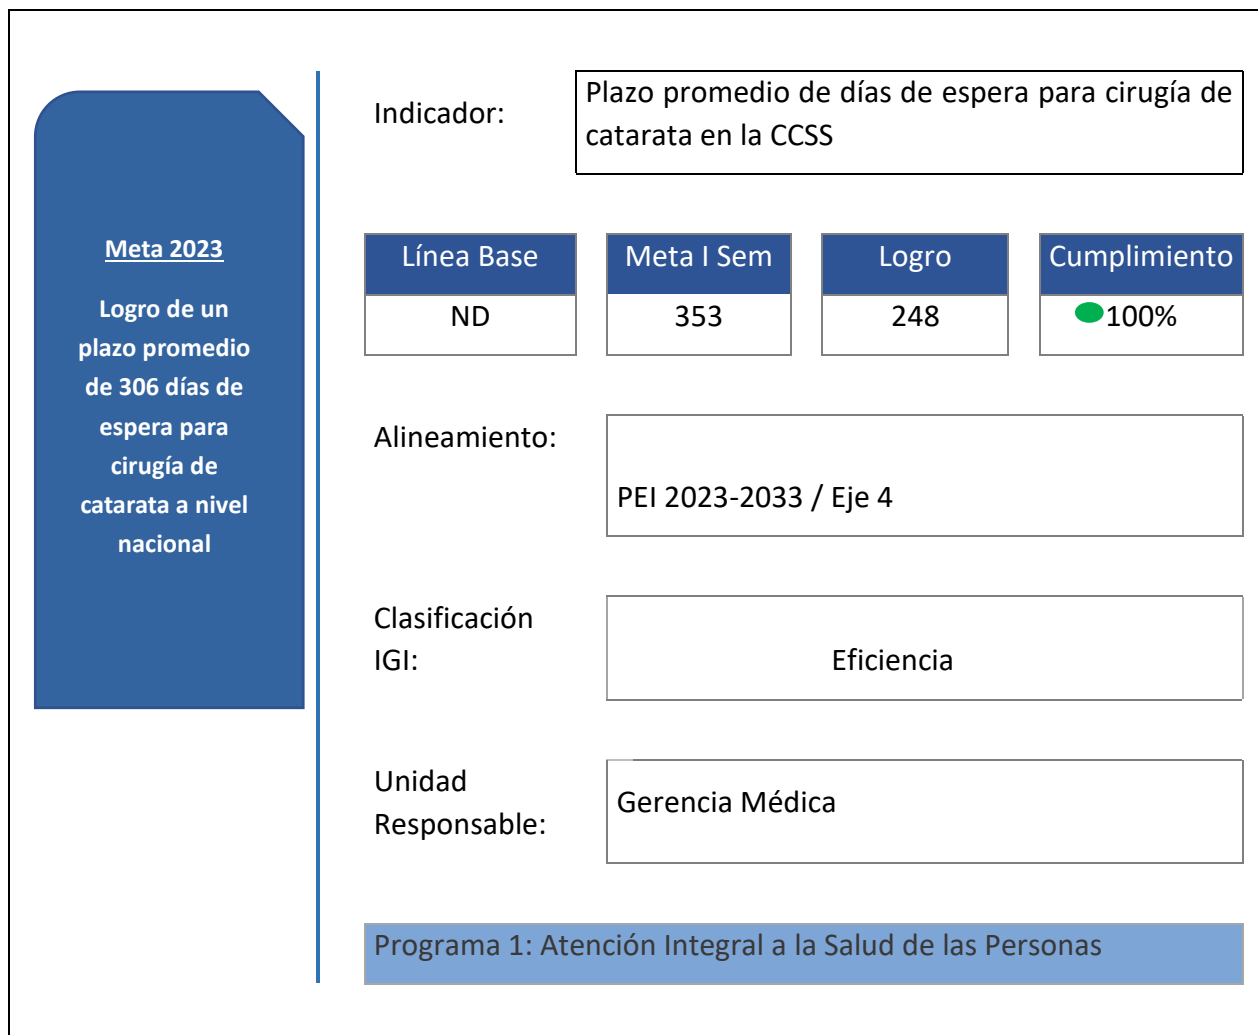 Meta 2023
Logro de un
plazo promedio
de 306 días de
espera para
cirugía de
catarata a nivel
nacional
Indicador:
Plazo promedio de días de espera para cirugía de
catarata en la CCSS
Línea Base
Meta I Sem
Logro
Cumplimiento
ND
353
248
100%
Alineamiento:
PEI 2023-2033 / Eje 4
Clasificación
IGI:
Eficiencia
Unidad
Responsable:
Gerencia Médica
Programa 1: Atención Integral a la Salud de las Personas